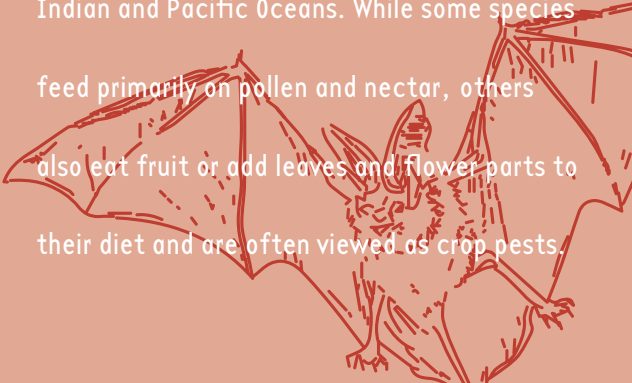 Indian and Pacific Oceans. While some species
feed primarily on pollen and nectar, others
also eat fruit or add leaves and flower parts to
their diet and are often viewed as crop pests.